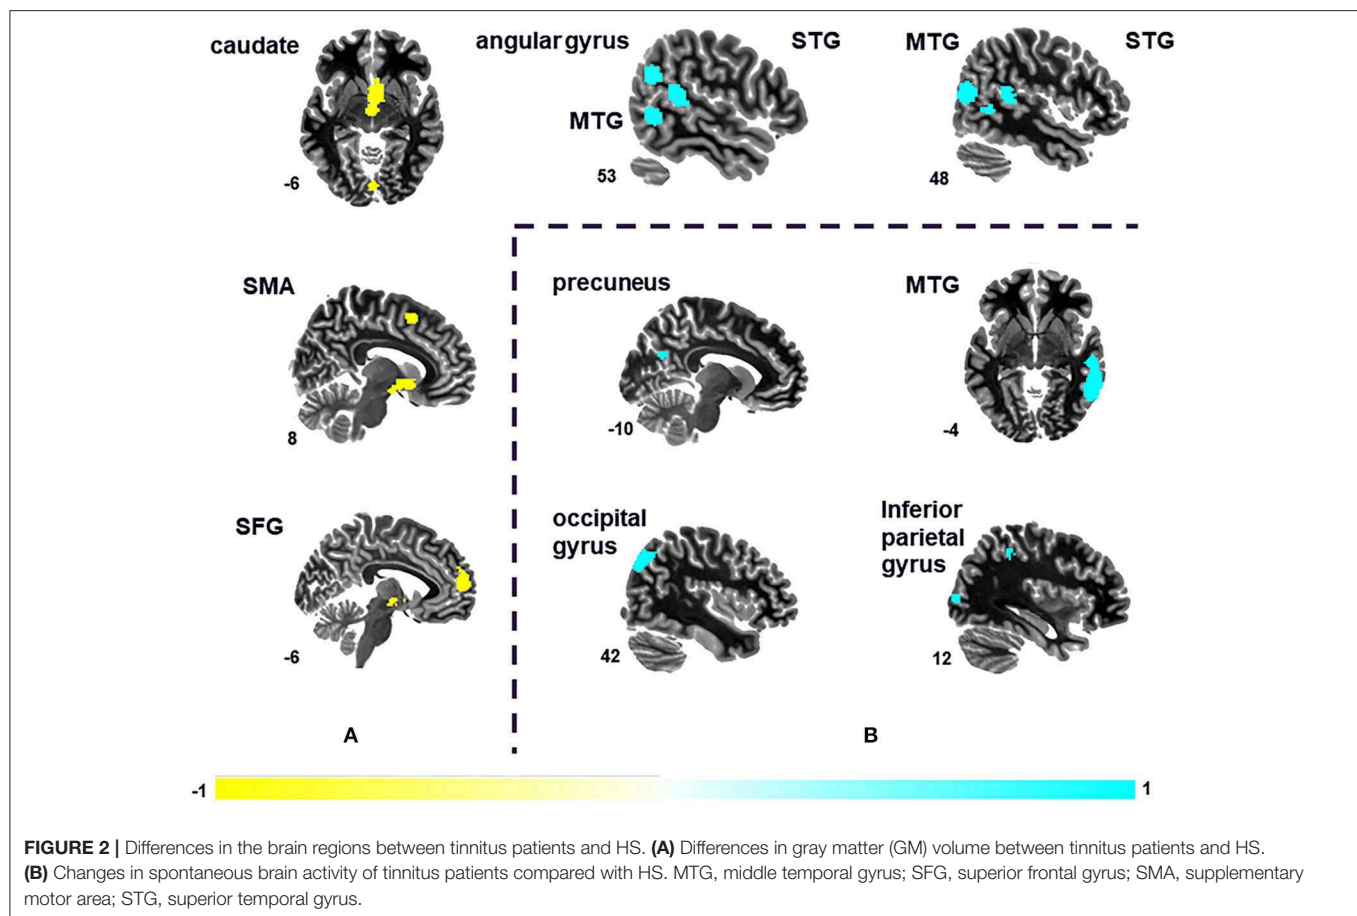 caudate
angular gyrus
STG
MTG
STG
MTG
-6
53
48
SMA
precuneus
MTG
8
-10
-4
SFG
occipital
gyrus
Inferior
parietal
gyrus
-6
42
12
A
B
-1
1
FIGURE 2 | Differences in the brain regions between tinnitus patients and HS. (A) Differences in gray matter (GM) volume between tinnitus patients and HS.
(B) Changes in spontaneous brain activity of tinnitus patients compared with HS. MTG, middle temporal gyrus; SFG, superior frontal gyrus; SMA, supplementary
motor area; STG, superior temporal gyrus.